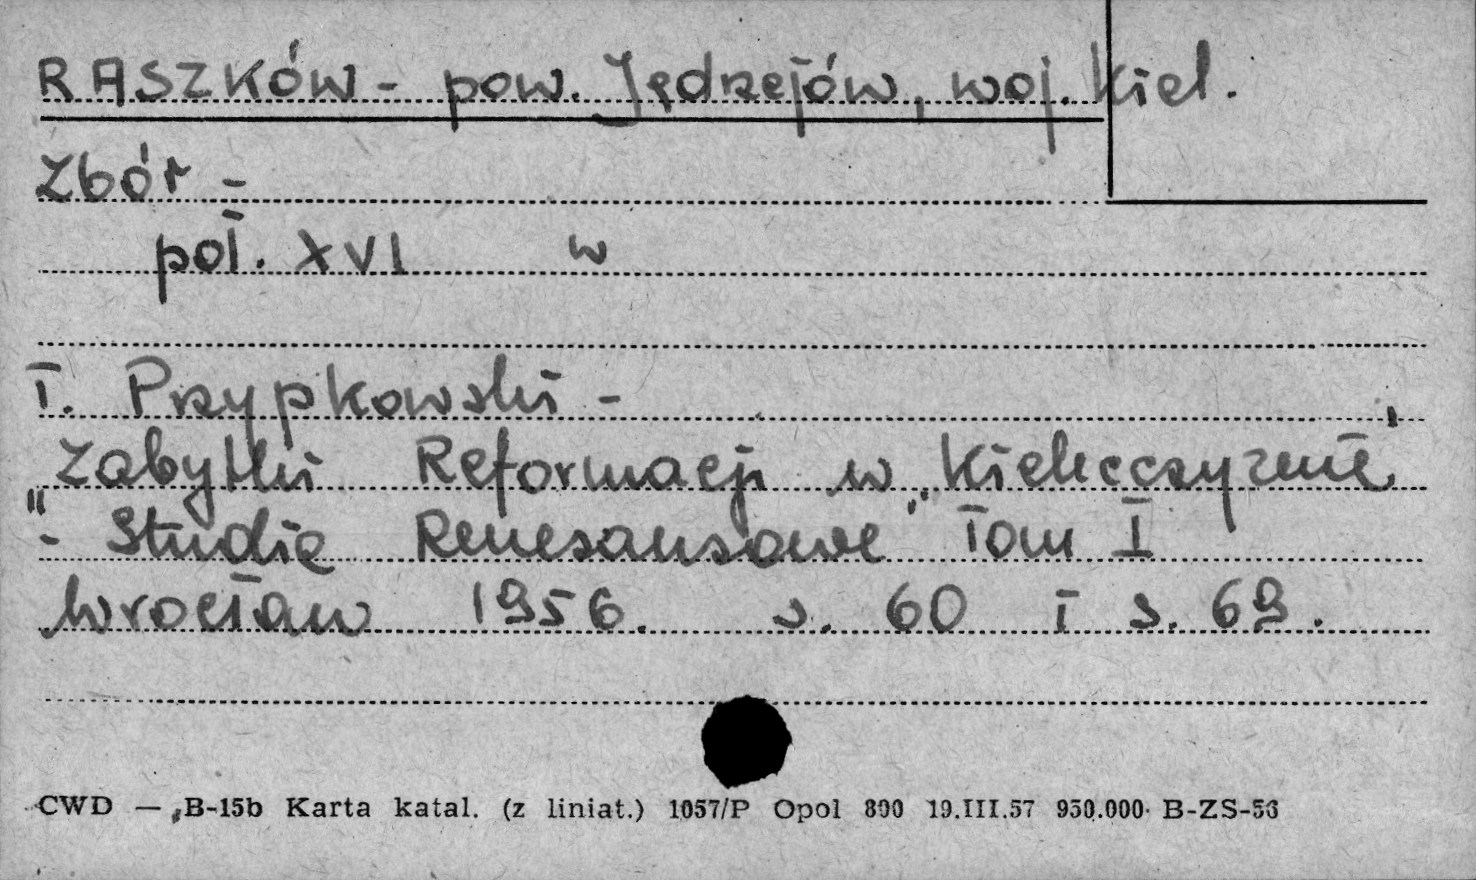 RASZKÓW - pow. Jędrzejów, woj. Kiel.
Zbór -
poł. XVI w
T. Przypkowski -
"Zabytki Reformacji w Kielecczyźnie"
- "Studia Renesansowe" Tom I
Wrocław 1956. s. 60 i s. 69.
CWD — B-15b Karta katal. (z liniat.) 1057/P Opol 890 19.III.57 950.000 B-ZS-56